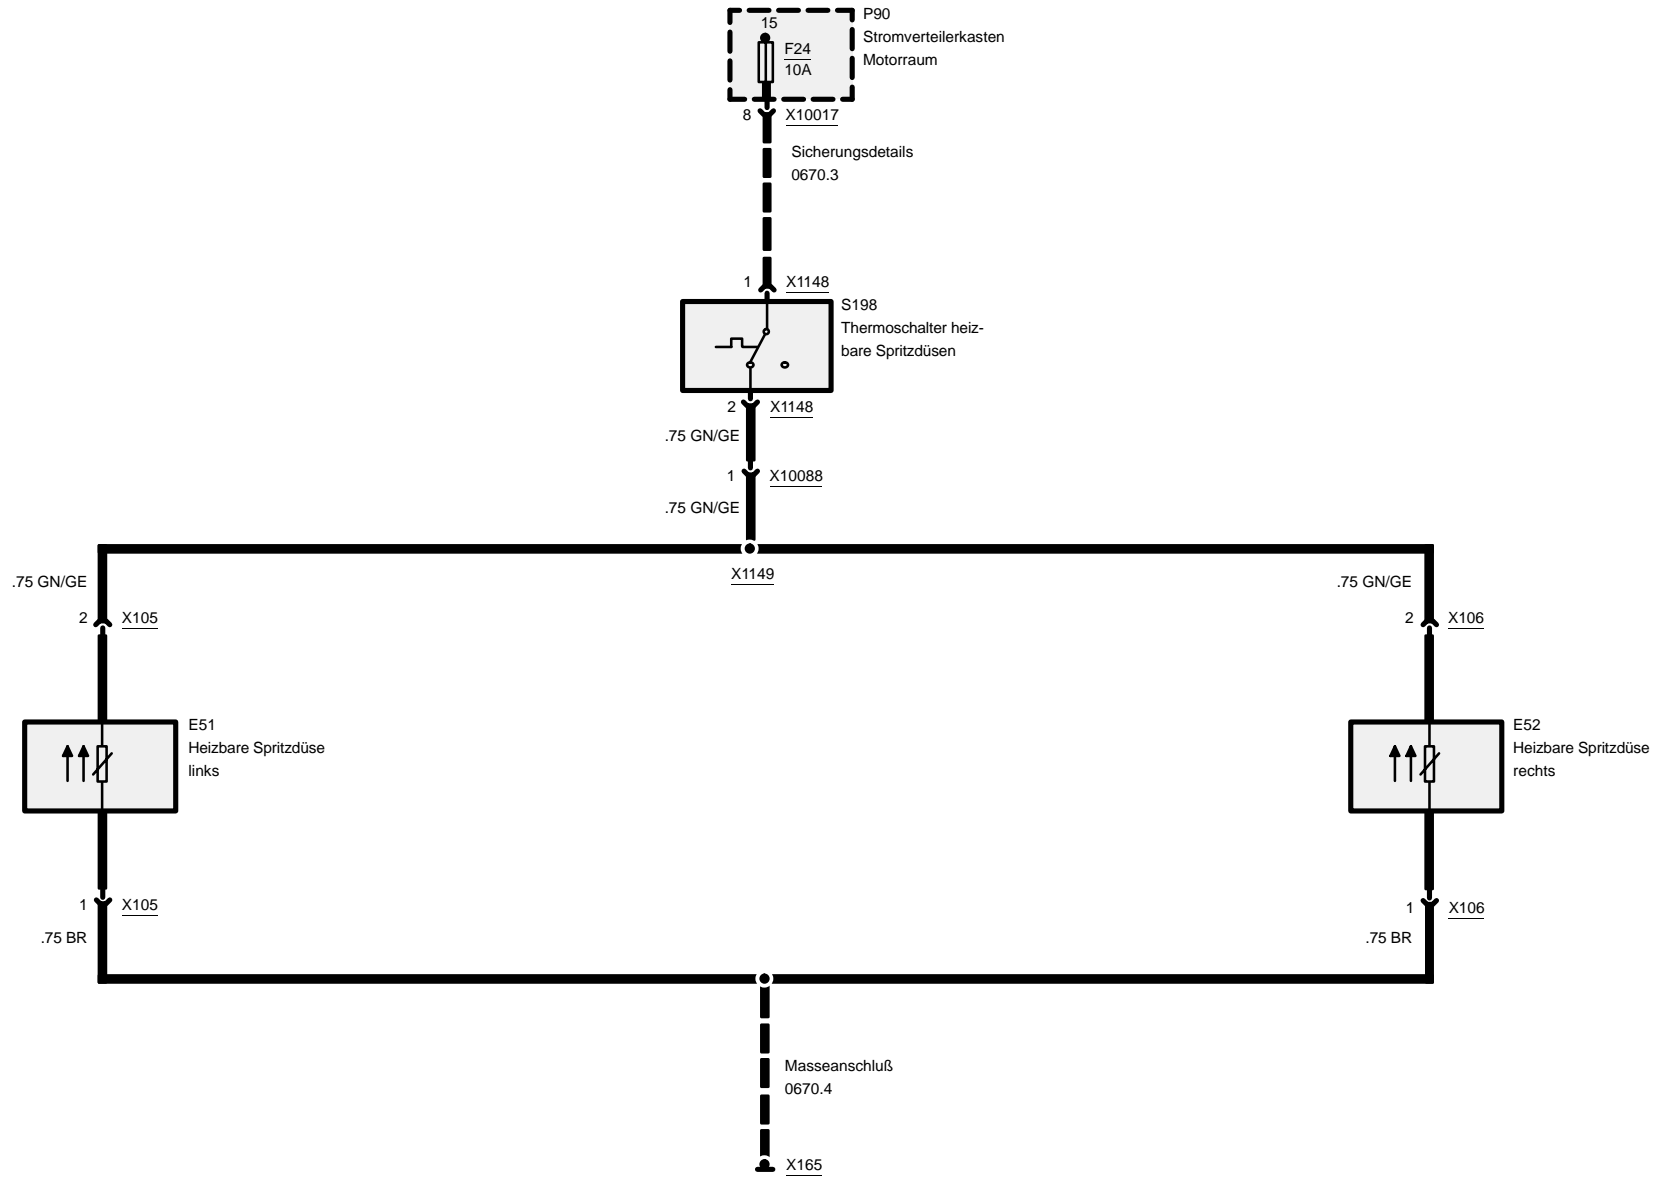 15
F24
10A
P90
Stromverteilerkasten
Motorraum
8
X10017
Sicherungsdetails
0670.3
1
X1148
S198
Thermoschalter heiz-
bare Spritzdüsen
2
X1148
.75 GN/GE
1
X10088
.75 GN/GE
X1149
.75 GN/GE
2
X105
E51
Heizbare Spritzdüse
links
1
X105
.75 BR
.75 GN/GE
2
X106
E52
Heizbare Spritzdüse
rechts
1
X106
.75 BR
Masseanschluß
0670.4
X165